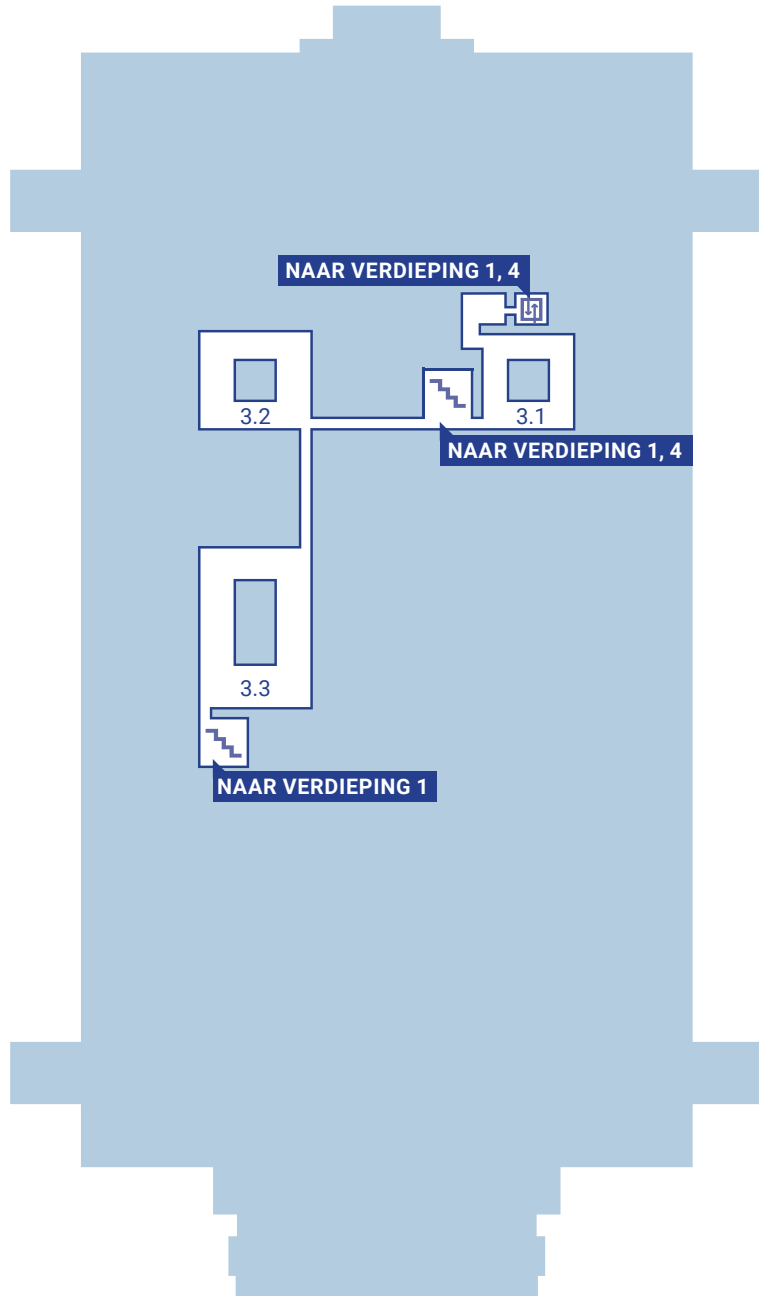 NAAR VERDIEPING 1, 4
3.2
3.1
NAAR VERDIEPING 1, 4
3.3
NAAR VERDIEPING 1